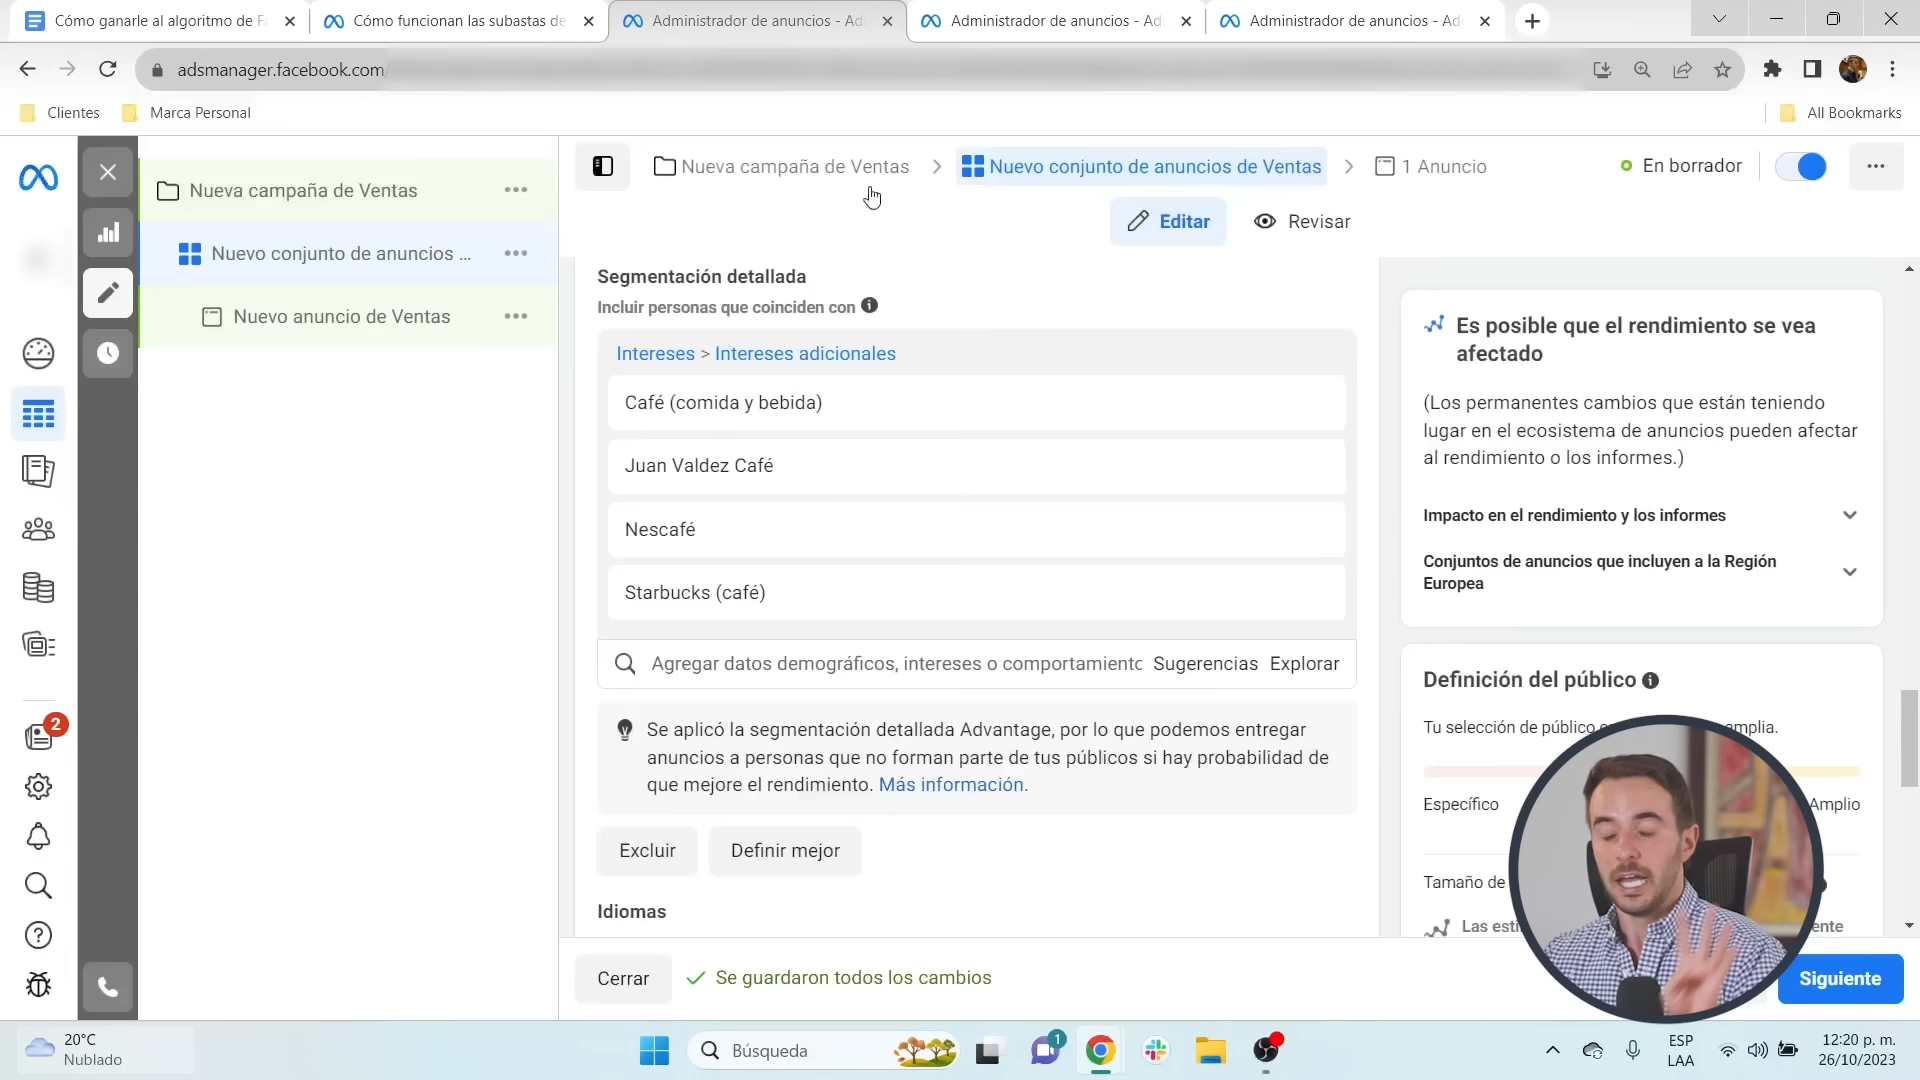 Cómo ganarle al algoritmo de F
Cómo funcionan las subastas de
Administrador de anuncios - Ad
Administrador de anuncios - Ad
Administrador de anuncios - Ad
adsmanager.facebook.com
Clientes
Marca Personal
All Bookmarks
Nueva campaña de Ventas
Nuevo conjunto de anuncios ...
Nuevo anuncio de Ventas
2
Nueva campaña de Ventas
Nuevo conjunto de anuncios de Ventas
1 Anuncio
En borrador
Editar
Revisar
Segmentación detallada
Incluir personas que coinciden con
Intereses > Intereses adicionales
Café (comida y bebida)
Juan Valdez Café
Nescafé
Starbucks (café)
Agregar datos demográficos, intereses o comportamientc
Sugerencias
Explorar
Se aplicó la segmentación detallada Advantage, por lo que podemos entregar
anuncios a personas que no forman parte de tus públicos si hay probabilidad de
que mejore el rendimiento. Más información.
Excluir
Definir mejor
Idiomas
Es posible que el rendimiento se vea
afectado
(Los permanentes cambios que están teniendo
lugar en el ecosistema de anuncios pueden afectar
al rendimiento o los informes.)
Impacto en el rendimiento y los informes
Conjuntos de anuncios que incluyen a la Región
Europea
Definición del público
Tu selección de público
amplia.
Específico
Amplio
Tamaño de
Las esti
ente
Cerrar
Se guardaron todos los cambios
Siguiente
20°C
Nublado
Búsqueda
1
ESP
LAA
12:20 p. m.
26/10/2023